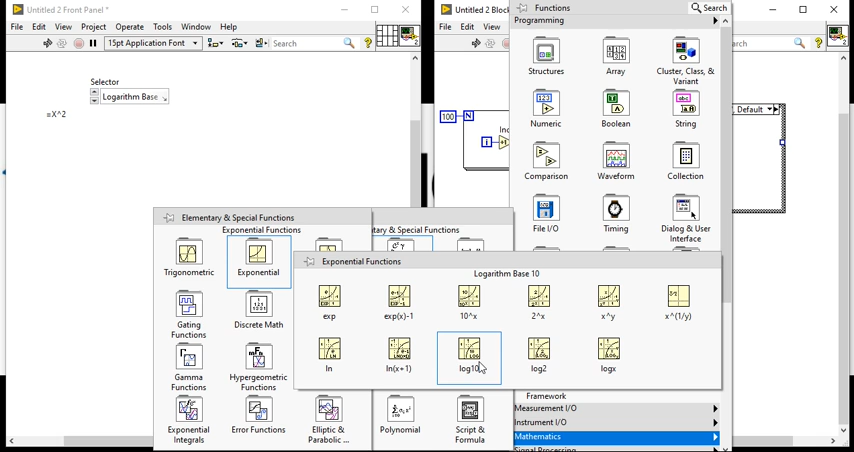 Untitled 2 Front Panel *
File Edit View Project Operate Tools Window Help
15pt Application Font
Search
Selector
Logarithm Base
=X^2
Untitled 2 Block
File Edit View
100
N
i
+1
, Default
Functions
Search
Programming
Structures
Array
Cluster, Class, &
Variant
Numeric
Boolean
String
Comparison
Waveform
Collection
File I/O
Timing
Dialog & User
Interface
Framework
Measurement I/O
Instrument I/O
Mathematics
Signal Processing
Elementary & Special Functions
Exponential Functions
Trigonometric
Exponential
Gating
Functions
Discrete Math
Gamma
Functions
Hypergeometric
Functions
Exponential
Integrals
Error Functions
Elliptic &
Parabolic ...
tary & Special Functions
Polynomial
Script &
Formula
Exponential Functions
Logarithm Base 10
exp
exp(x)-1
10^x
2^x
x^y
x^(1/y)
ln
ln(x+1)
log10
log2
logx